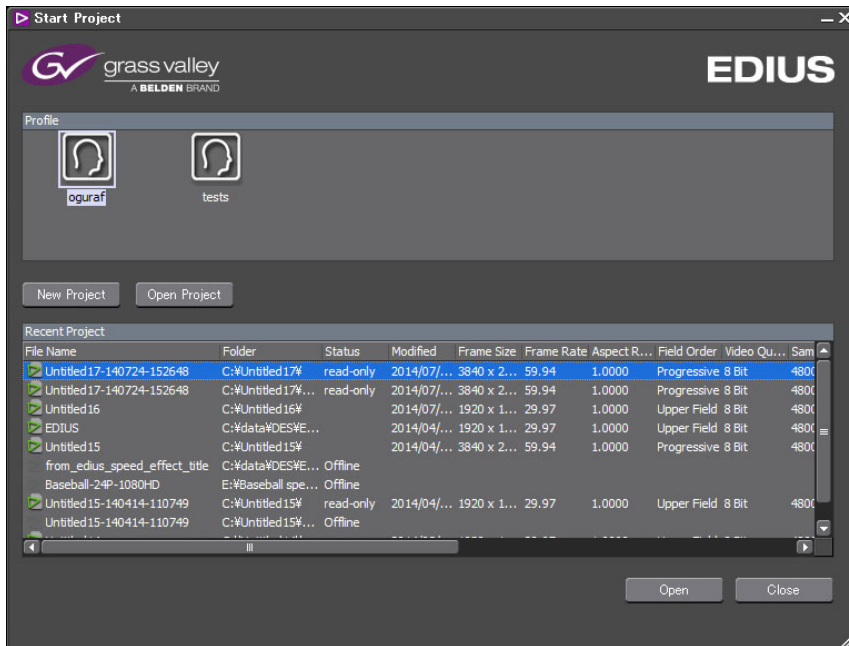 Start Project
GV grass valley
A BELDEN BRAND
EDIUS
Profile
oguraf tests
New Project Open Project
Recent Project
File Name Folder Status Modified Frame Size Frame Rate Aspect R... Field Order Video Qu... Sam
Untitled17-140724-152648 C:¥Untitled17¥ read-only 2014/07/... 3840 x 2... 59.94 1.0000 Progressive 8 Bit 4800
Untitled17-140724-152648 C:¥Untitled17¥... read-only 2014/07/... 3840 x 2... 59.94 1.0000 Progressive 8 Bit 4800
Untitled16 C:¥Untitled16¥ 2014/07/... 1920 x 1... 29.97 1.0000 Upper Field 8 Bit 4800
EDIUS C:¥data¥DES¥E... 2014/04/... 1920 x 1... 29.97 1.0000 Upper Field 8 Bit 4800
Untitled15 C:¥Untitled15¥ 2014/04/... 3840 x 2... 59.94 1.0000 Progressive 8 Bit 4800
from_edius_speed_effect_title C:¥data¥DES¥E... Offline
Baseball-24P-1080HD E:¥Baseball spe... Offline
Untitled15-140414-110749 C:¥Untitled15¥ read-only 2014/04/... 1920 x 1... 29.97 1.0000 Upper Field 8 Bit 4800
Untitled15-140414-110749 C:¥Untitled15¥... Offline
Open Close